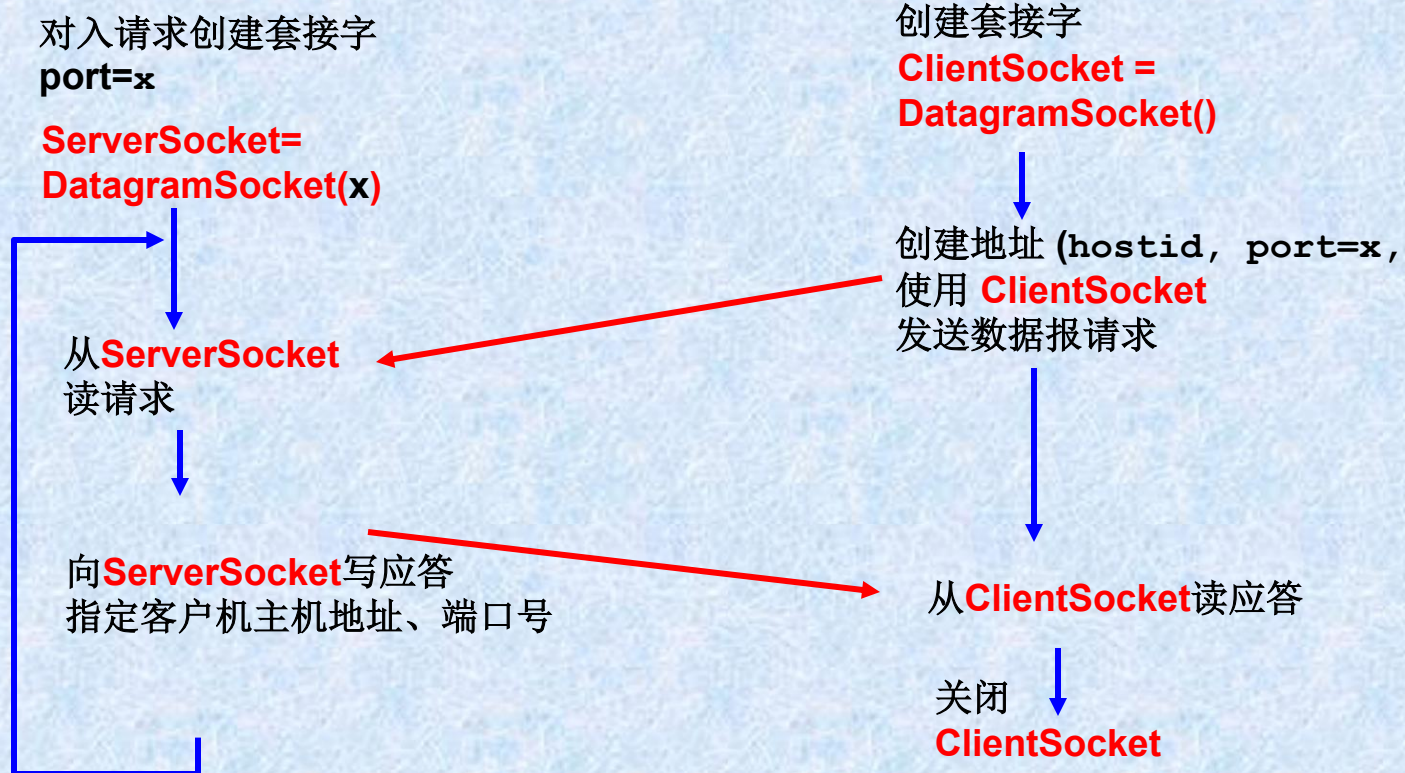 对入请求创建套接字
port=x
ServerSocket=
DatagramSocket(x)
从ServerSocket
读请求
向ServerSocket写应答
指定客户机主机地址、端口号
创建套接字
ClientSocket =
DatagramSocket()
创建地址 (hostid, port=x,
使用 ClientSocket
发送数据报请求
从ClientSocket读应答
关闭
ClientSocket